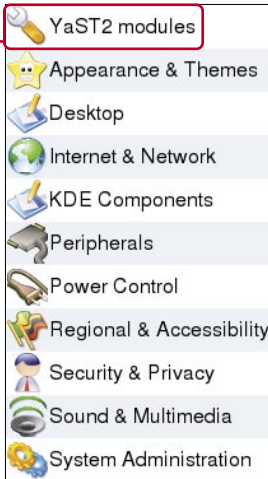 YaST2 modules
Appearance & Themes
Desktop
Internet & Network
KDE Components
Peripherals
Power Control
Regional & Accessibility
Security & Privacy
Sound & Multimedia
System Administration